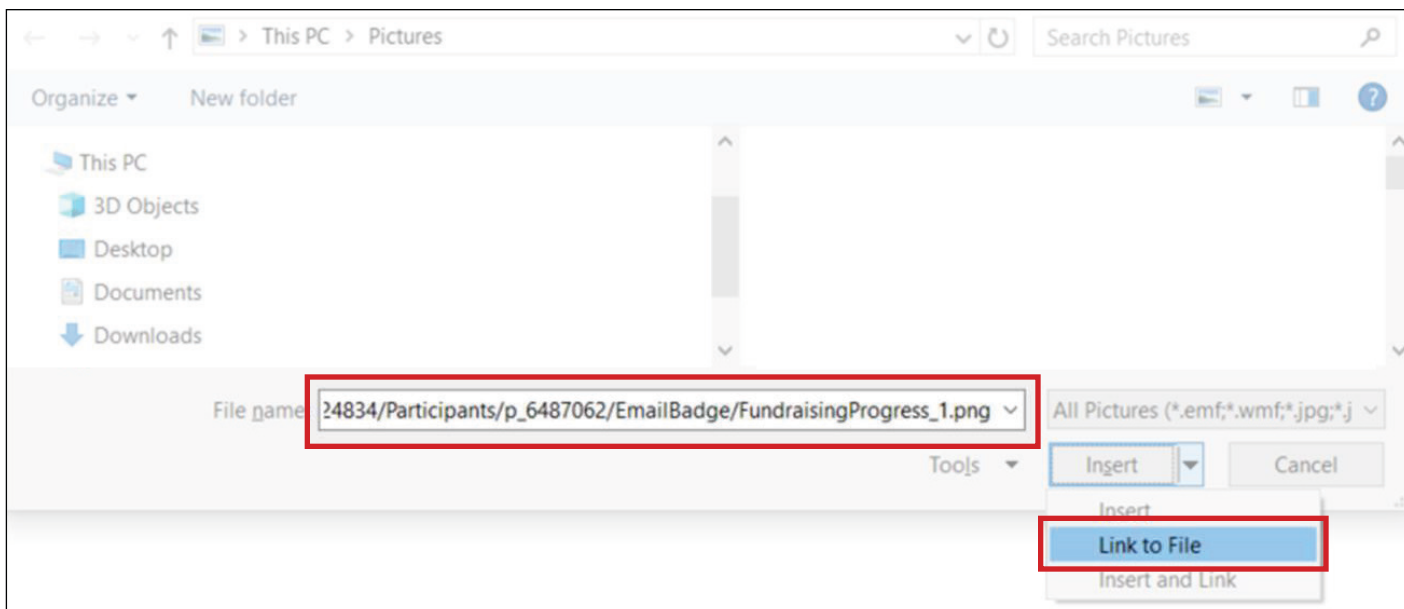 This PC > Pictures
Search Pictures
Organize
New folder
This PC
3D Objects
Desktop
Documents
Downloads
File name
24834/Participants/p_6487062/EmailBadge/FundraisingProgress_1.png
All Pictures (*.emf;*.wmf;*.jpg;*.j
Tools
Insert
Cancel
Insert
Link to File
Insert and Link